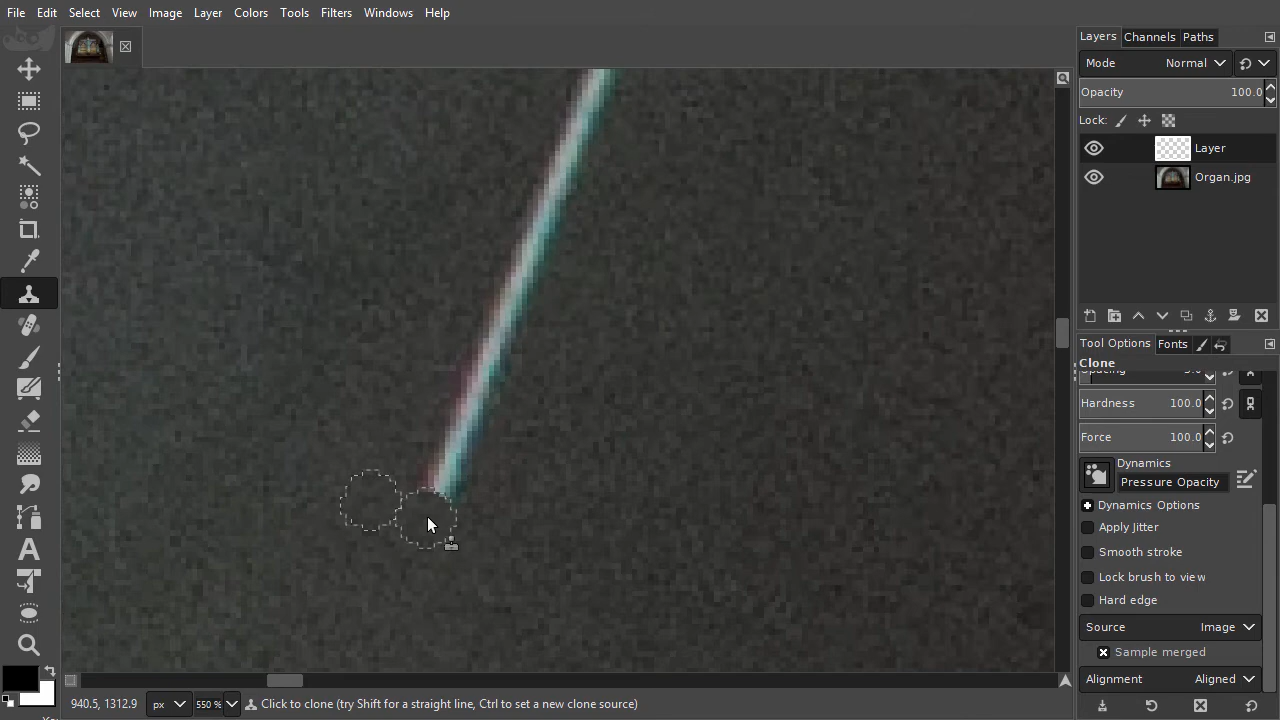 File Edit Select View Image Layer Colors Tools Filters Windows Help
Layers Channels Paths
Mode Normal
Opacity 100.0
Lock:
Layer
Organ.jpg
Tool Options Fonts
Clone
Hardness 100.0
Force 100.0
Dynamics
Pressure Opacity
Dynamics Options
Apply Jitter
Smooth stroke
Lock brush to view
Hard edge
Source Image
Sample merged
Alignment Aligned
940.5, 1312.9 px 550 % Click to clone (try Shift for a straight line, Ctrl to set a new clone source)